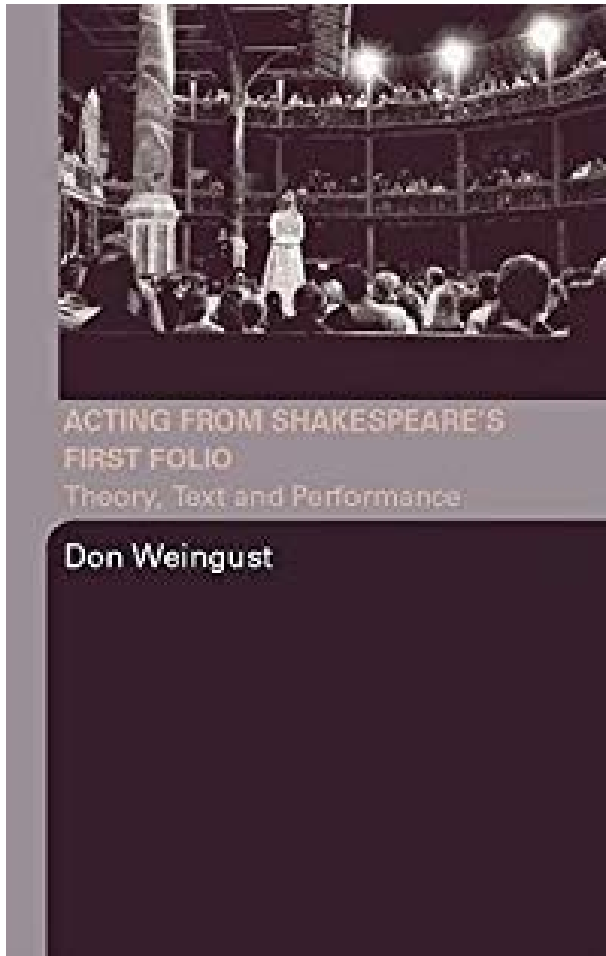 ACTING FROM SHAKESPEARE'S
FIRST FOLIO
Theory, Text and Performance
Don Weingust